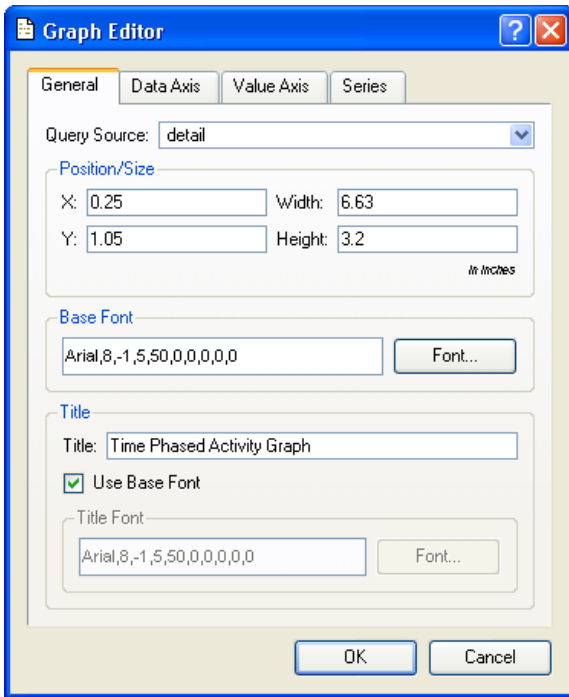 Graph Editor
General Data Axis Value Axis Series
Query Source: detail
Position/Size
X: 0.25 Width: 6.63
Y: 1.05 Height: 3.2
in inches
Base Font
Arial,8,-1,5,50,0,0,0,0,0 Font...
Title
Title: Time Phased Activity Graph
Use Base Font
Title Font
Arial,8,-1,5,50,0,0,0,0,0 Font...
OK Cancel